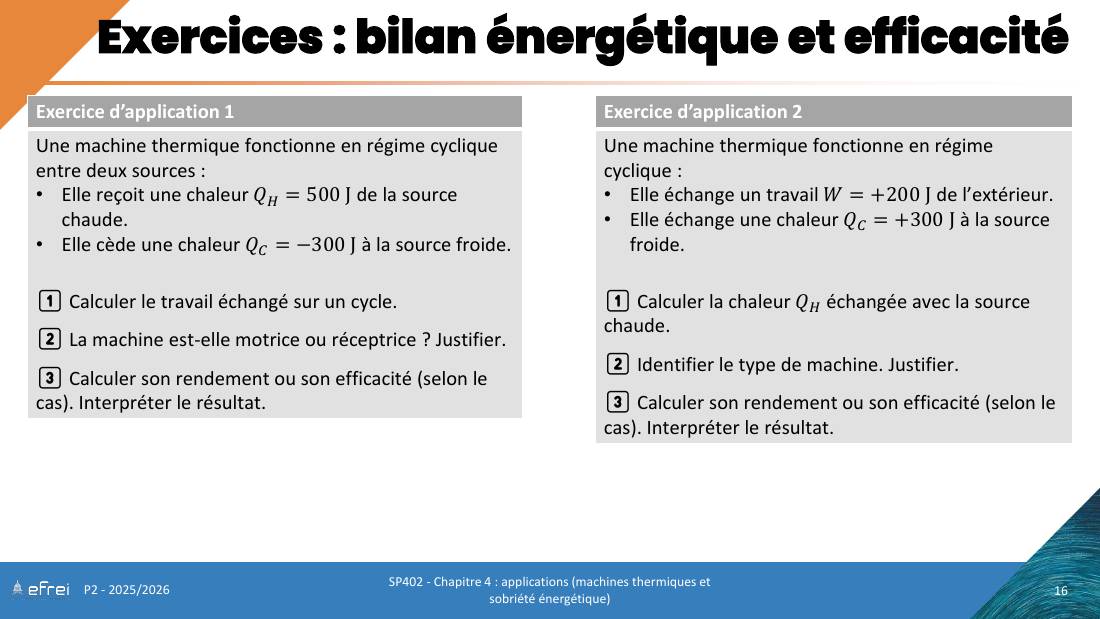 Exercices : bilan énergétique et efficacité
Exercice d’application 1
Une machine thermique fonctionne en régime cyclique
entre deux sources :
• Elle reçoit une chaleur Q_H = 500 J de la source
chaude.
• Elle cède une chaleur Q_C = −300 J à la source froide.
1 Calculer le travail échangé sur un cycle.
2 La machine est-elle motrice ou réceptrice ? Justifier.
3 Calculer son rendement ou son efficacité (selon le
cas). Interpréter le résultat.
Exercice d’application 2
Une machine thermique fonctionne en régime
cyclique :
• Elle échange un travail W = +200 J de l’extérieur.
• Elle échange une chaleur Q_C = +300 J à la source
froide.
1 Calculer la chaleur Q_H échangée avec la source
chaude.
2 Identifier le type de machine. Justifier.
3 Calculer son rendement ou son efficacité (selon le
cas). Interpréter le résultat.
efrei
P2 - 2025/2026
SP402 - Chapitre 4 : applications (machines thermiques et
sobriété énergétique)
16